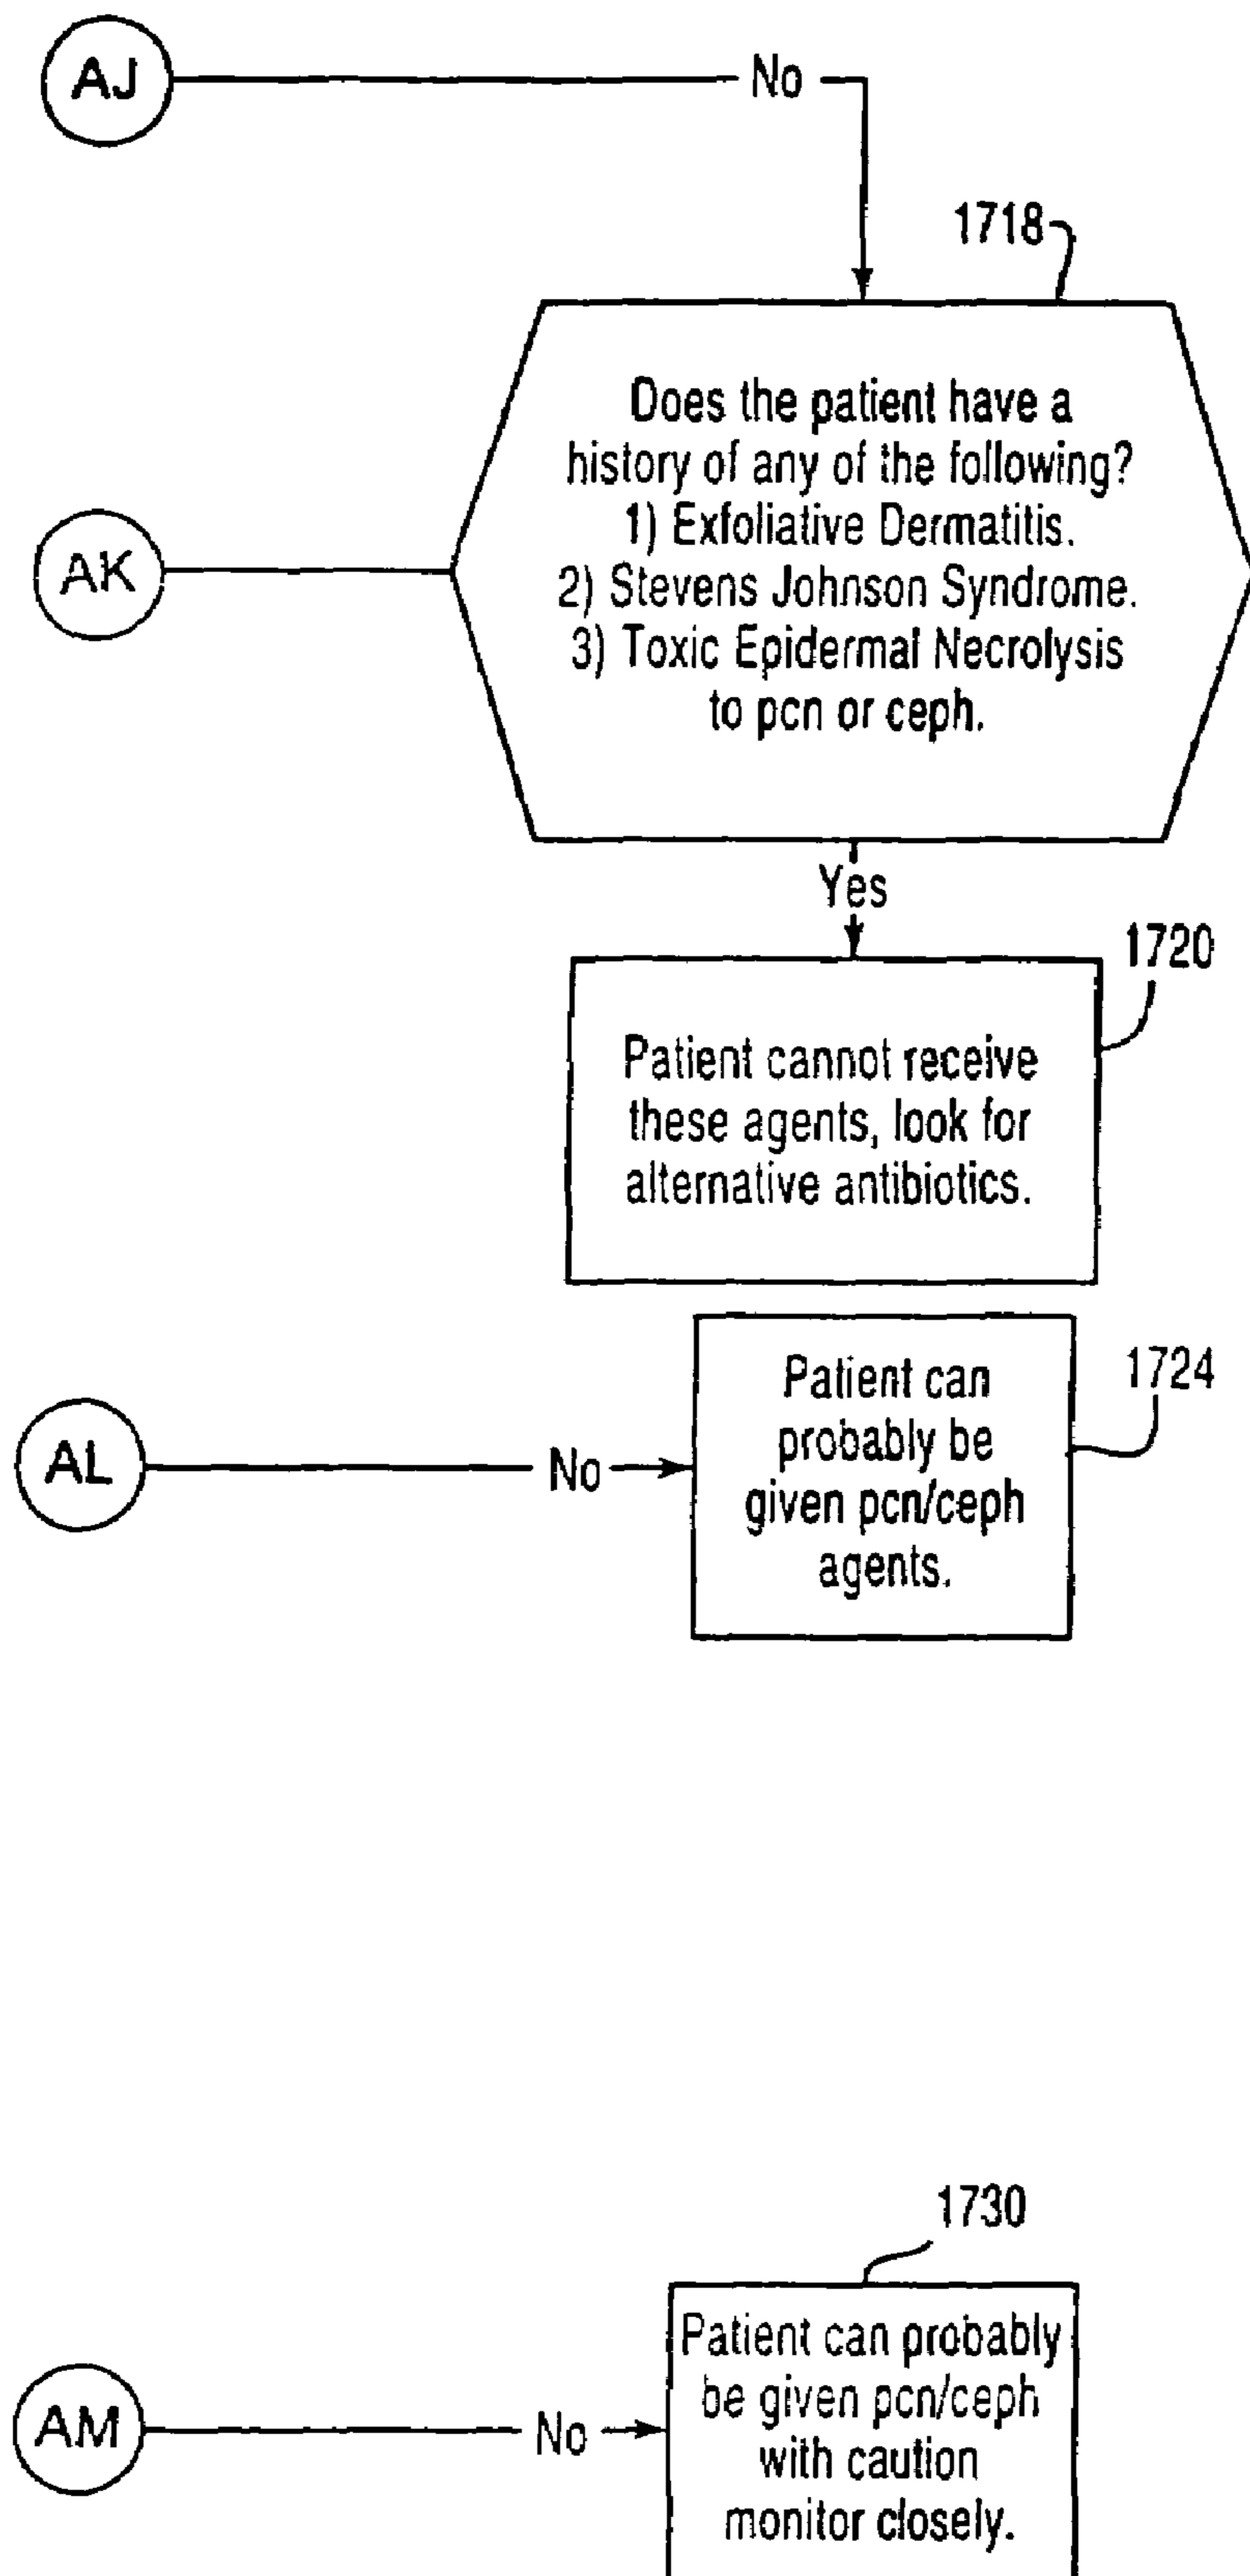 AJ
No
1718
Does the patient have a
history of any of the following?
1) Exfoliative Dermatitis.
2) Stevens Johnson Syndrome.
3) Toxic Epidermal Necrolysis
to pcn or ceph.
AK
Yes
1720
Patient cannot receive
these agents, look for
alternative antibiotics.
AL
No
1724
Patient can
probably be
given pcn/ceph
agents.
1730
AM
No
Patient can probably
be given pcn/ceph
with caution
monitor closely.